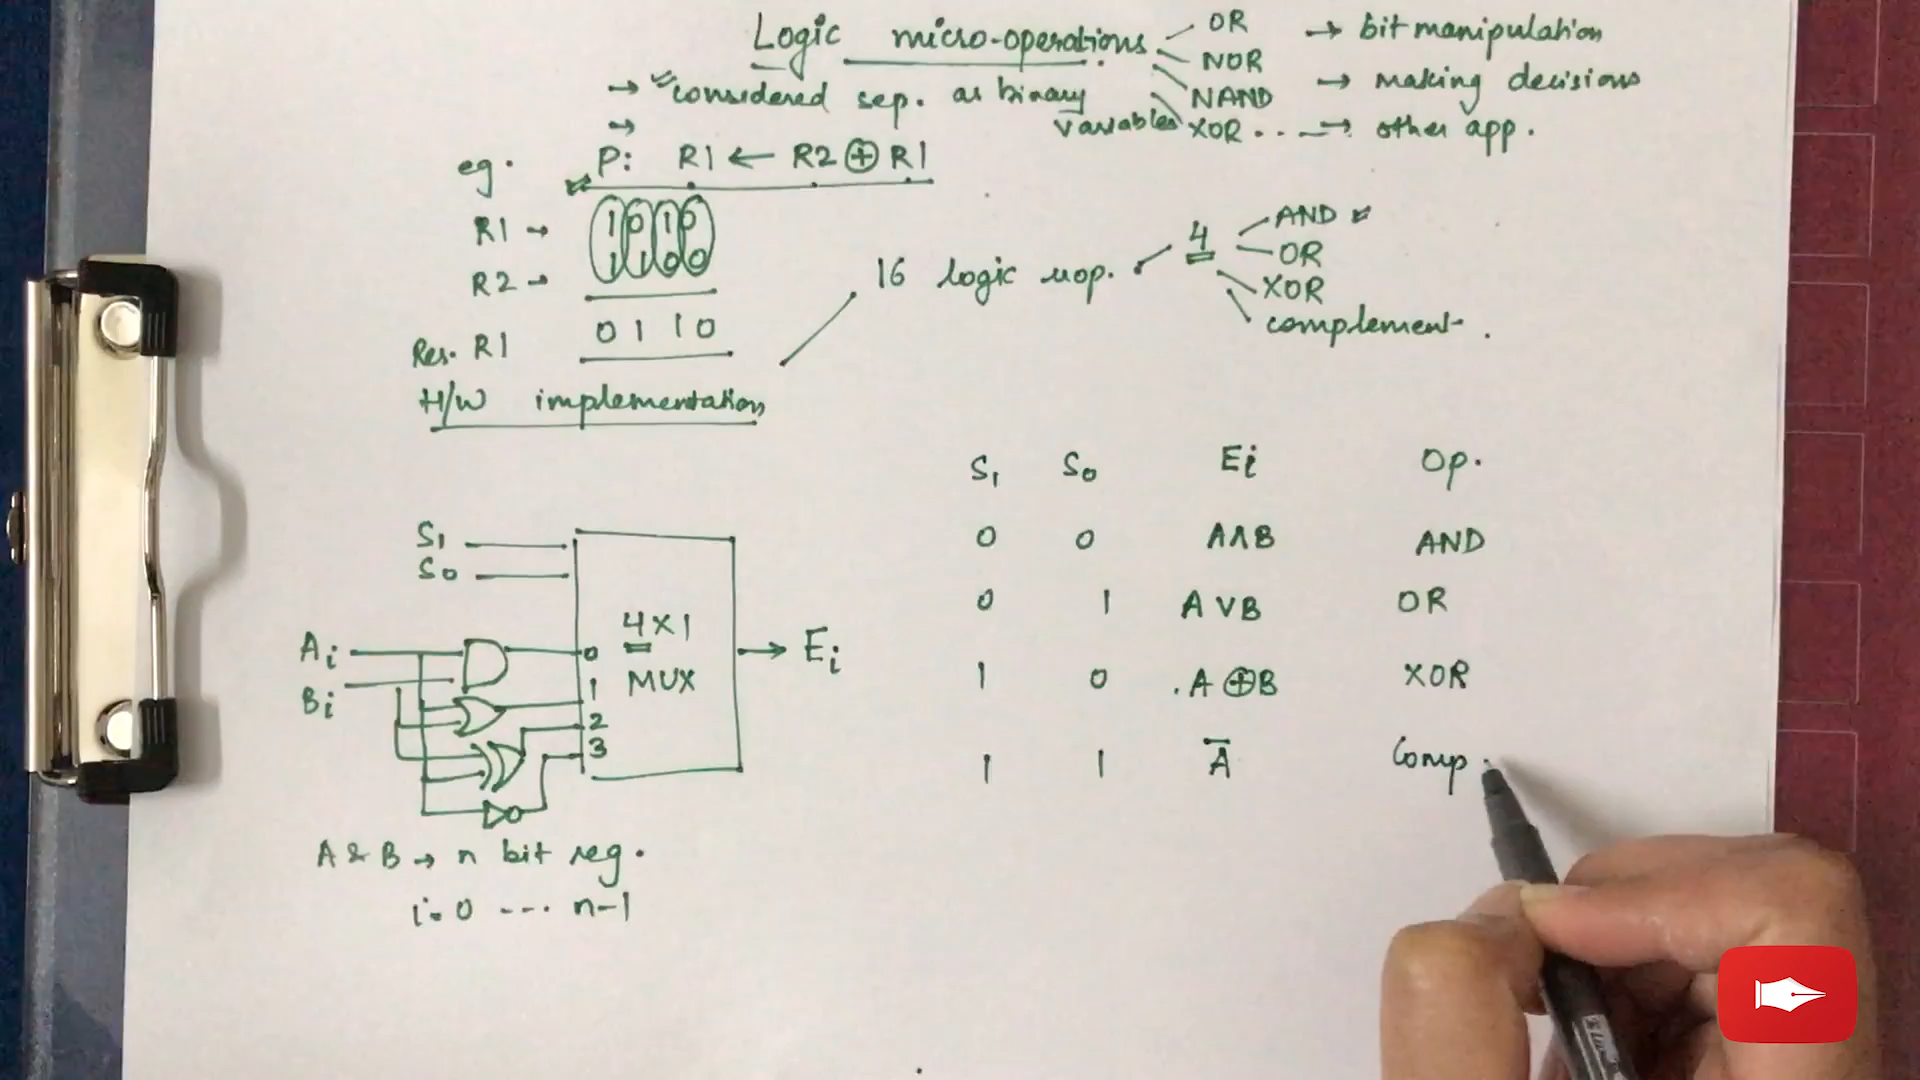 Logic micro-operations OR → bit manipulation
NOR
→ considered sep. as binary variables NAND → making decisions
→ XOR . . — → other app.
eg. P: R1 ← R2 ⊕ R1
R1 → 1 0 1 0
R2 → 1 1 0 0
Res. R1 0 1 1 0
16 logic μop. 4 AND
OR
XOR
complement.
H/W implementation
S1
S0
Ai
Bi
0
1
2
3
4X1
MUX
→ Ei
A & B → n bit reg.
i=0 ---- n-1
S1 S0 Ei Op.
0 0 A∧B AND
0 1 A∨B OR
1 0 . A ⊕ B XOR
1 1 A̅ Comp.